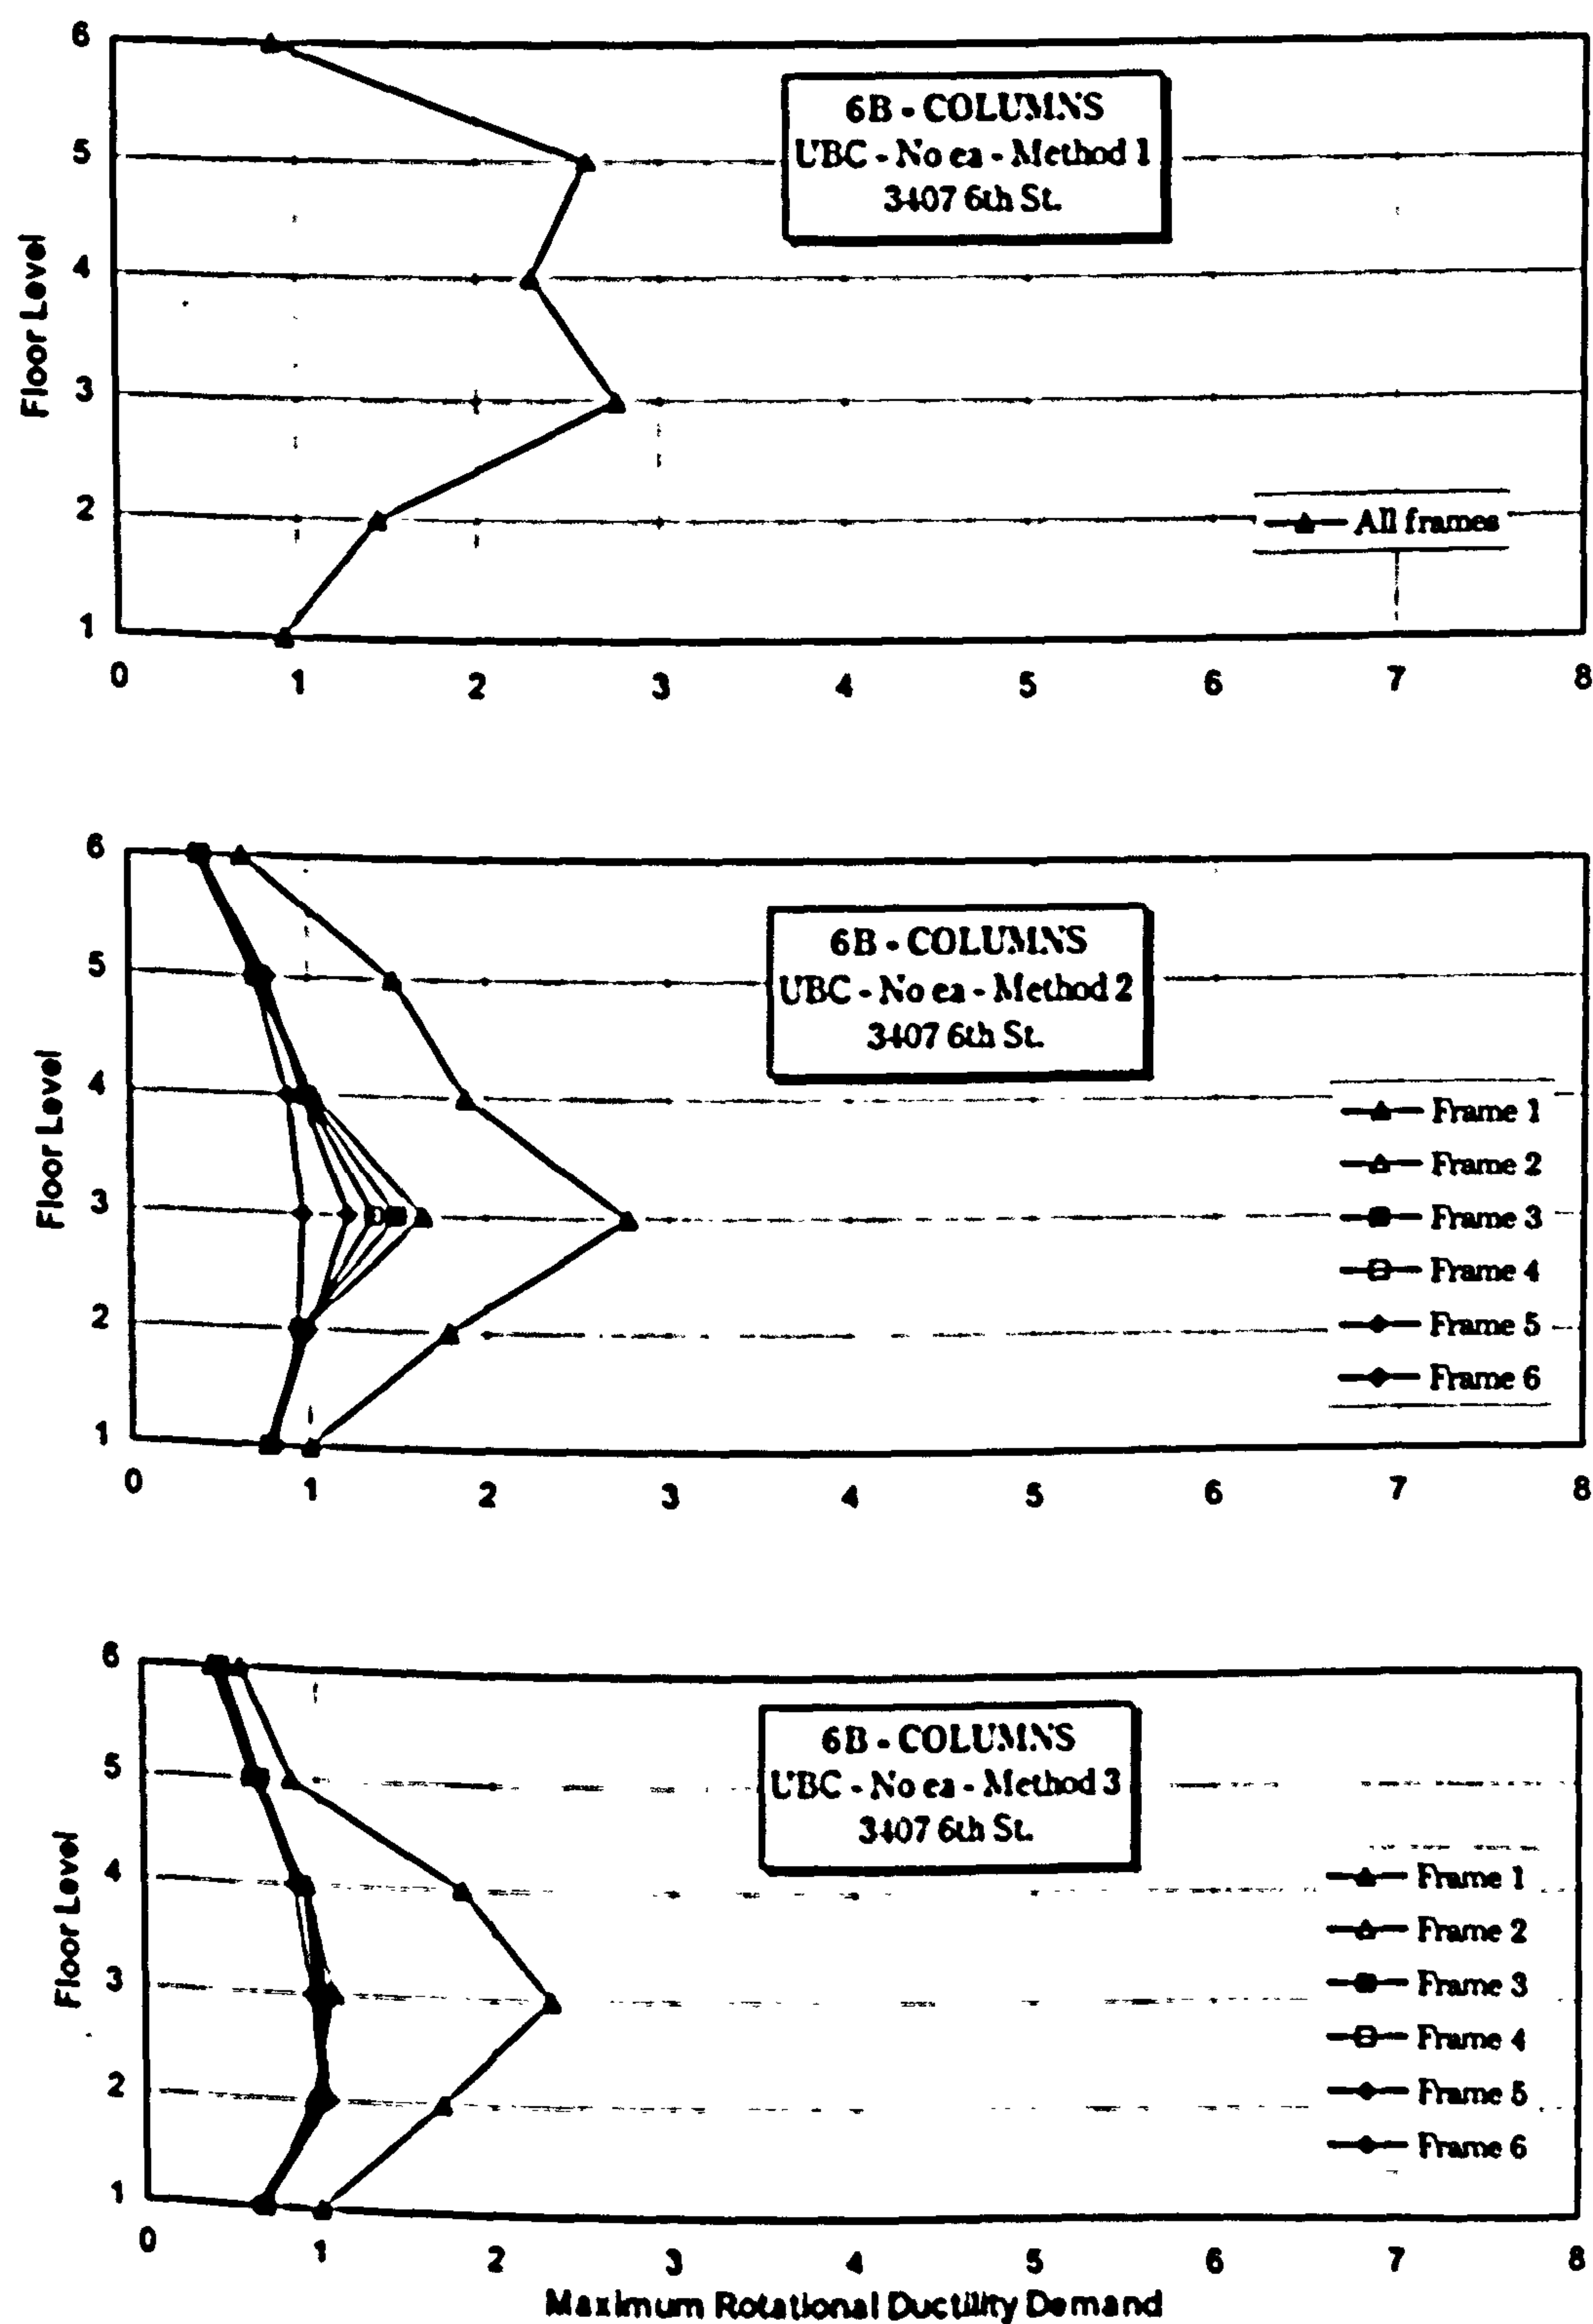 6
5
4
3
2
1
Floor Level
6B - COLUMNS
UBC - No ea - Method 1
3407 6th St.
All frames
0 1 2 3 4 5 6 7 8
6
5
4
3
2
1
Floor Level
6B - COLUMNS
UBC - No ea - Method 2
3407 6th St.
Frame 1
Frame 2
Frame 3
Frame 4
Frame 5
Frame 6
0 1 2 3 4 5 6 7 8
6
5
4
3
2
1
Floor Level
6B - COLUMNS
UBC - No ea - Method 3
3407 6th St.
Frame 1
Frame 2
Frame 3
Frame 4
Frame 5
Frame 6
0 1 2 3 4 5 6 7 8
Maximum Rotational Ductility Demand